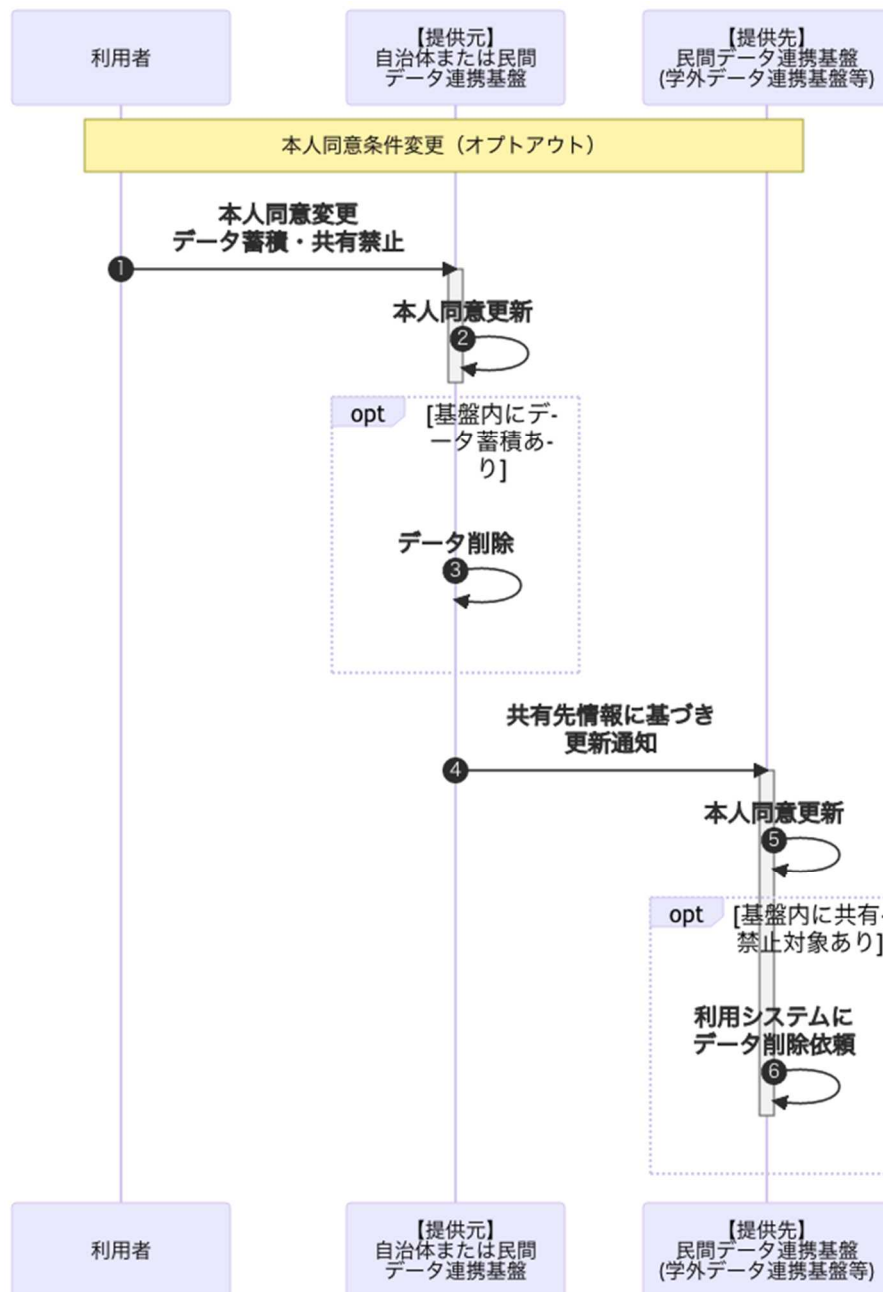 利用者
【提供元】
自治体または民間
データ連携基盤
【提供先】
民間データ連携基盤
(学外データ連携基盤等)
本人同意条件変更（オプトアウト）
本人同意変更
データ蓄積・共有禁止
1
本人同意更新
2
opt
[基盤内にデ-
ータ蓄積あ-
り]
データ削除
3
共有先情報に基づき
更新通知
4
本人同意更新
5
opt
[基盤内に共有-
禁止対象あり]
利用システムに
データ削除依頼
6
利用者
【提供元】
自治体または民間
データ連携基盤
【提供先】
民間データ連携基盤
(学外データ連携基盤等)